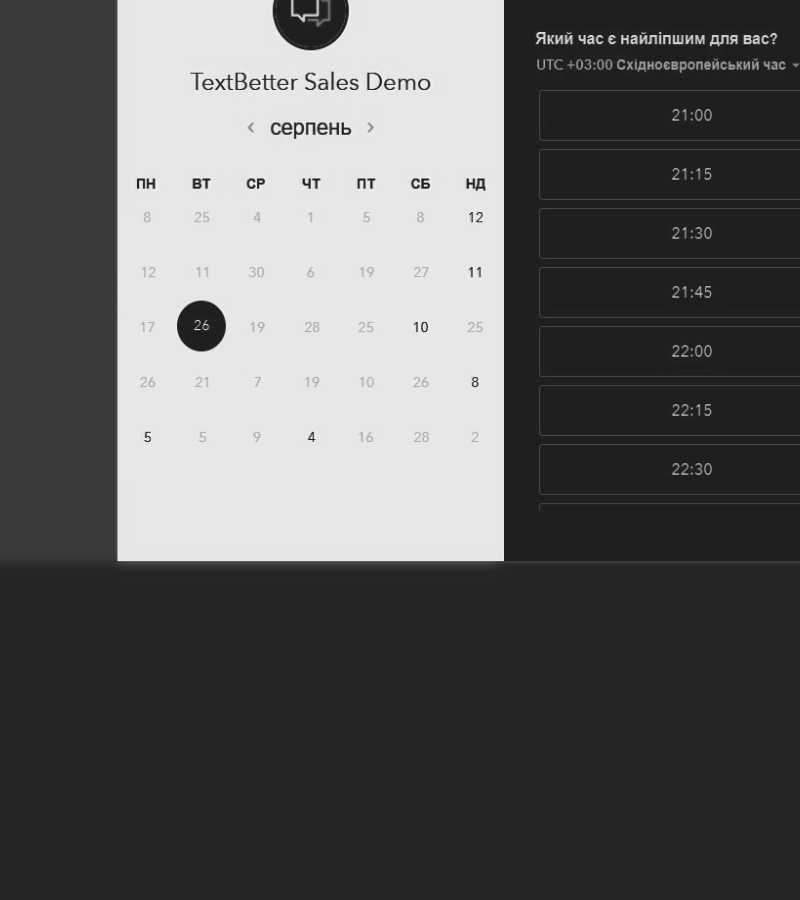 TextBetter Sales Demo
серпень
ПН ВТ СР ЧТ ПТ СБ НД
8 25 4 1 5 8 12
12 11 30 6 19 27 11
17 26 19 28 25 10 25
26 21 7 19 10 26 8
5 5 9 4 16 28 2
Який час є найліпшим для вас?
UTC +03:00 Східноєвропейський час
21:00
21:15
21:30
21:45
22:00
22:15
22:30